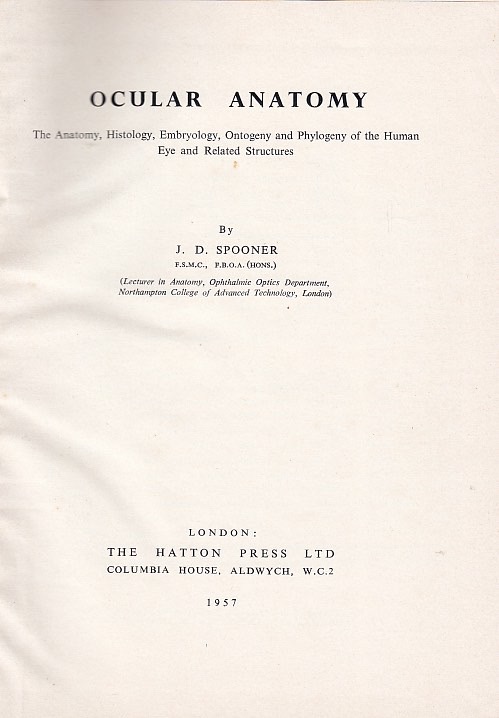 OCULAR ANATOMY
The Anatomy, Histology, Embryology, Ontogeny and Phylogeny of the Human
Eye and Related Structures
By
J. D. SPOONER
F.S.M.C., F.B.O.A. (HONS.)
(Lecturer in Anatomy, Ophthalmic Optics Department,
Northampton College of Advanced Technology, London)
LONDON:
THE HATTON PRESS LTD
COLUMBIA HOUSE, ALDWYCH, W.C.2
1957